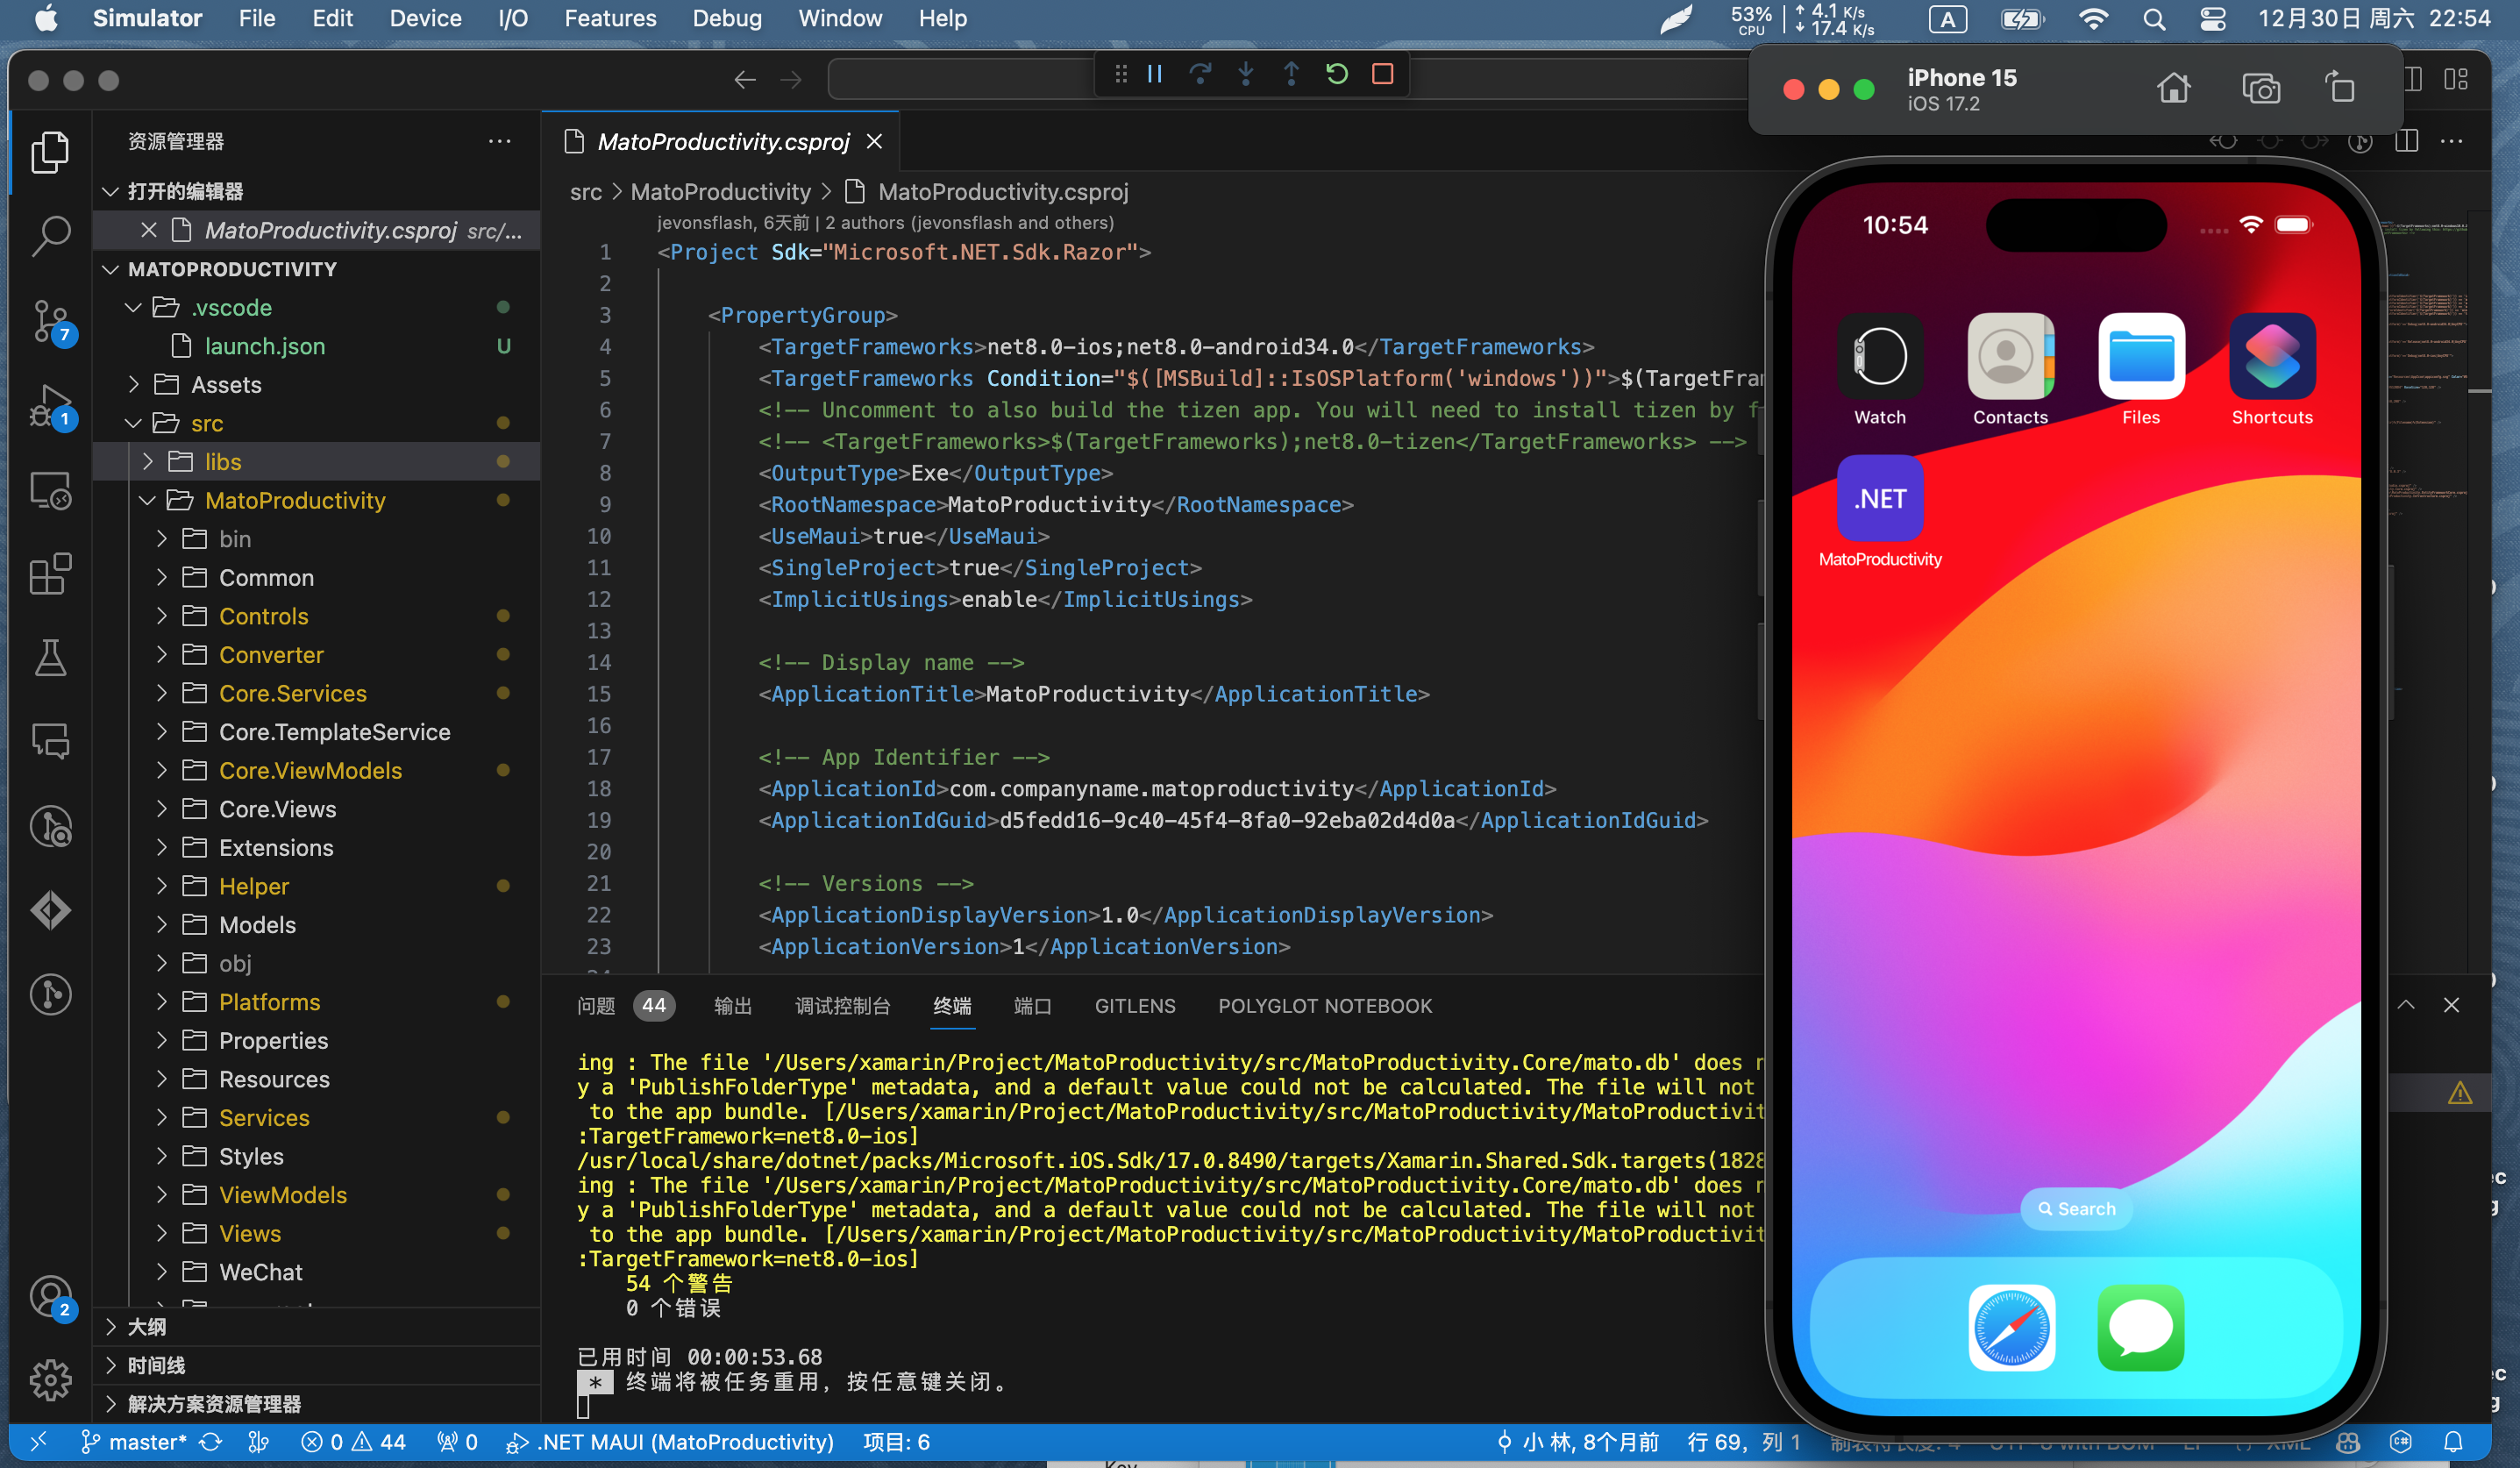 Simulator File Edit Device I/O Features Debug Window Help
53% CPU
4.1 K/s
17.4 K/s
A
12月30日 周六 22:54
iPhone 15
iOS 17.2
资源管理器
打开的编辑器
MatoProductivity.csproj src/...
MATOPRODUCTIVITY
.vscode
launch.json U
Assets
src
libs
MatoProductivity
bin
Common
Controls
Converter
Core.Services
Core.TemplateService
Core.ViewModels
Core.Views
Extensions
Helper
Models
obj
Platforms
Properties
Resources
Services
Styles
ViewModels
Views
WeChat
大纲
时间线
解决方案资源管理器
7
1
2
MatoProductivity.csproj
src > MatoProductivity > MatoProductivity.csproj
jevonsflash, 6天前 | 2 authors (jevonsflash and others)
1 <Project Sdk="Microsoft.NET.Sdk.Razor">
2
3 <PropertyGroup>
4 <TargetFrameworks>net8.0-ios;net8.0-android34.0</TargetFrameworks>
5 <TargetFrameworks Condition="$([MSBuild]::IsOSPlatform('windows'))">$(TargetFra
6 <!-- Uncomment to also build the tizen app. You will need to install tizen by f
7 <!-- <TargetFrameworks>$(TargetFrameworks);net8.0-tizen</TargetFrameworks> -->
8 <OutputType>Exe</OutputType>
9 <RootNamespace>MatoProductivity</RootNamespace>
10 <UseMaui>true</UseMaui>
11 <SingleProject>true</SingleProject>
12 <ImplicitUsings>enable</ImplicitUsings>
13
14 <!-- Display name -->
15 <ApplicationTitle>MatoProductivity</ApplicationTitle>
16
17 <!-- App Identifier -->
18 <ApplicationId>com.companyname.matoproductivity</ApplicationId>
19 <ApplicationIdGuid>d5fedd16-9c40-45f4-8fa0-92eba02d4d0a</ApplicationIdGuid>
20
21 <!-- Versions -->
22 <ApplicationDisplayVersion>1.0</ApplicationDisplayVersion>
23 <ApplicationVersion>1</ApplicationVersion>
问题 44 输出 调试控制台 终端 端口 GITLENS POLYGLOT NOTEBOOK
ing : The file '/Users/xamarin/Project/MatoProductivity/src/MatoProductivity.Core/mato.db' does
y a 'PublishFolderType' metadata, and a default value could not be calculated. The file will not
to the app bundle. [/Users/xamarin/Project/MatoProductivity/src/MatoProductivity/MatoProductivit
:TargetFramework=net8.0-ios]
/usr/local/share/dotnet/packs/Microsoft.iOS.Sdk/17.0.8490/targets/Xamarin.Shared.Sdk.targets(1828
ing : The file '/Users/xamarin/Project/MatoProductivity/src/MatoProductivity.Core/mato.db' does
y a 'PublishFolderType' metadata, and a default value could not be calculated. The file will not
to the app bundle. [/Users/xamarin/Project/MatoProductivity/src/MatoProductivity/MatoProductivit
:TargetFramework=net8.0-ios]
54 个警告
0 个错误
已用时间 00:00:53.68
* 终端将被任务重用，按任意键关闭。
10:54
Watch Contacts Files Shortcuts
.NET
MatoProductivity
Search
master* 0 44 0 .NET MAUI (MatoProductivity) 项目: 6 小 林, 8个月前 行 69，列 1